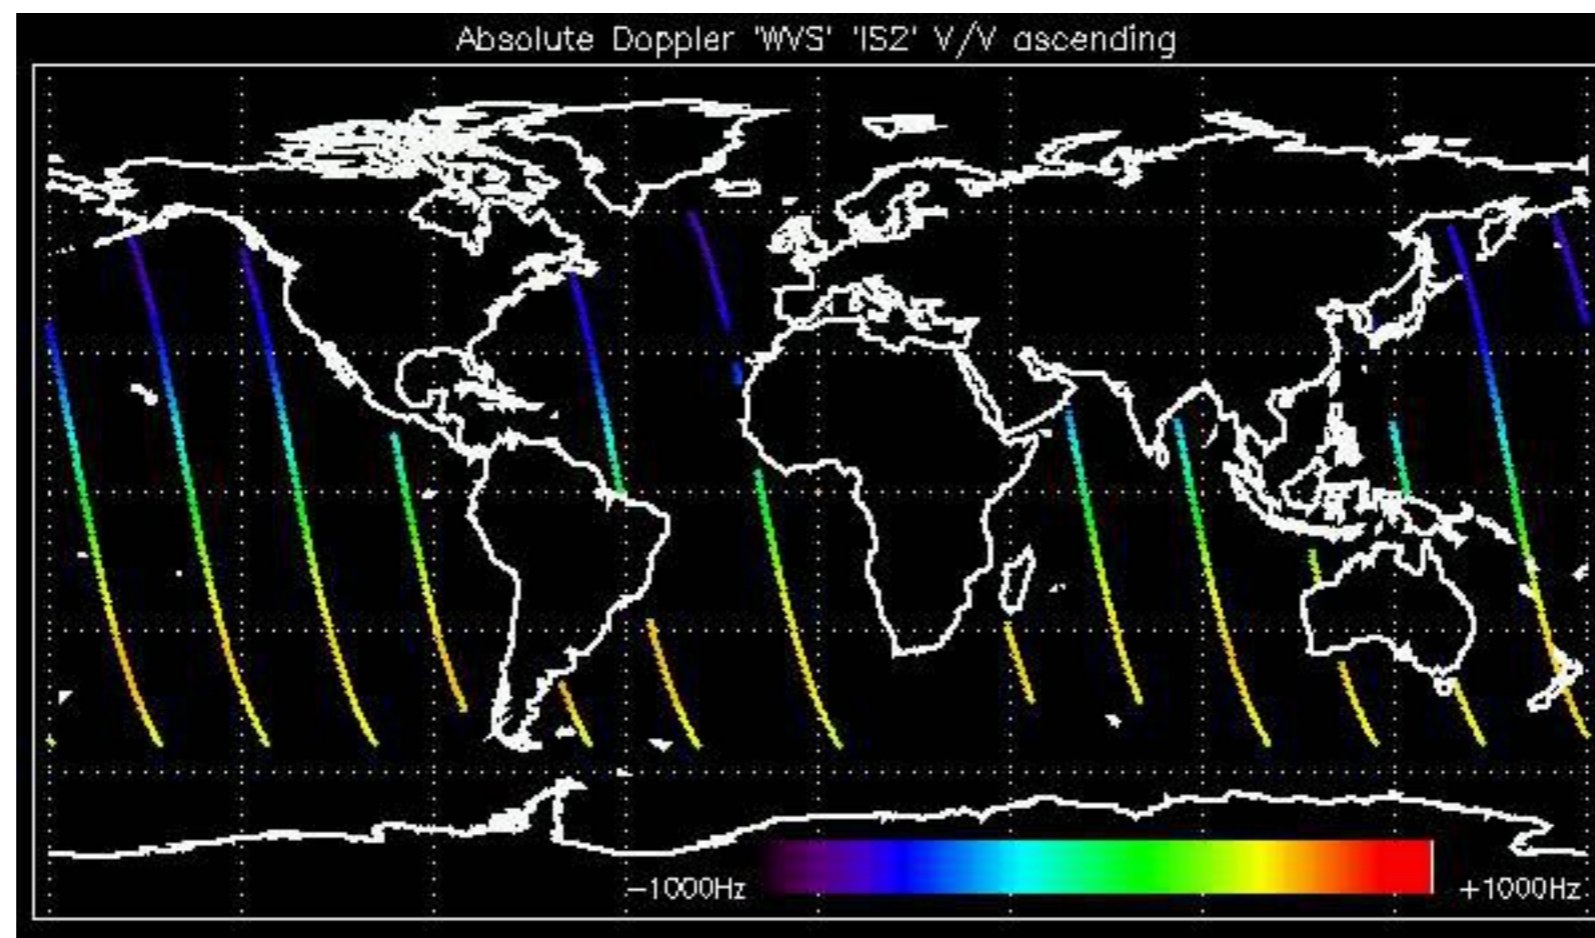 Absolute Doppler 'WVS' 'IS2' V/V ascending
−1000Hz +1000Hz